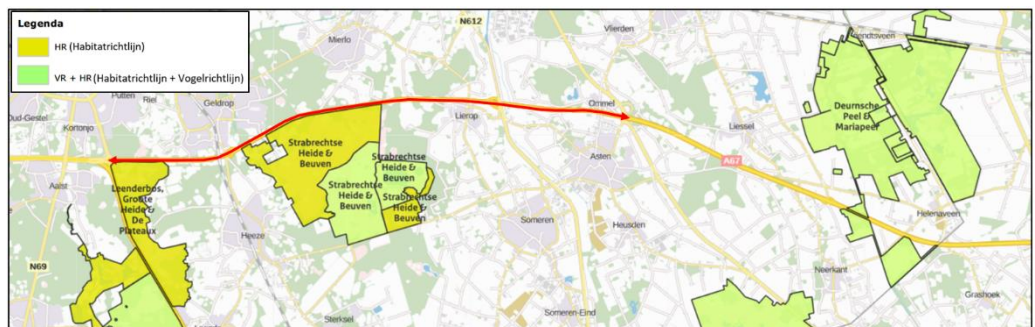 Legenda
HR (Habitatrichtlijn)
VR + HR (Habitatrichtlijn + Vogelrichtlijn)
N612
Vlierden
Mierlo
Putten
Riel
Geldrop
Oud-Gestel
Kortonjo
Aalst
Lierop
Ommel
Liessel
Deurnsche
Peel &
Mariapeel
Strabrechtse
Heide &
Beuven
Strabrechtse
Heide &
Beuven
Strabrechtse
Heide &
Beuven
Strabrechtse
Heide &
Beuven
Asten
A67
Leenderbos,
Groote
Heide &
De
Plateaux
Someren
Heusden
Helenaveen
Heeze
N69
Neerkant
Grashoek
Sterksel
Someren-Eind